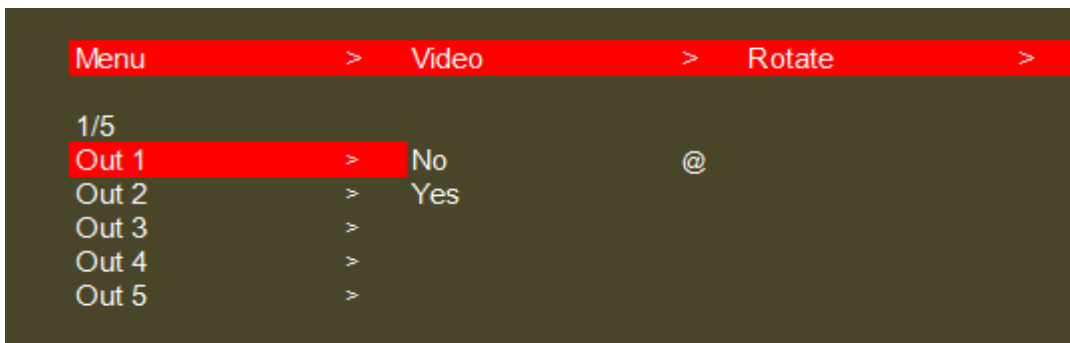 Menu > Video > Rotate >
1/5
Out 1 > No @
Out 2 > Yes
Out 3 >
Out 4 >
Out 5 >